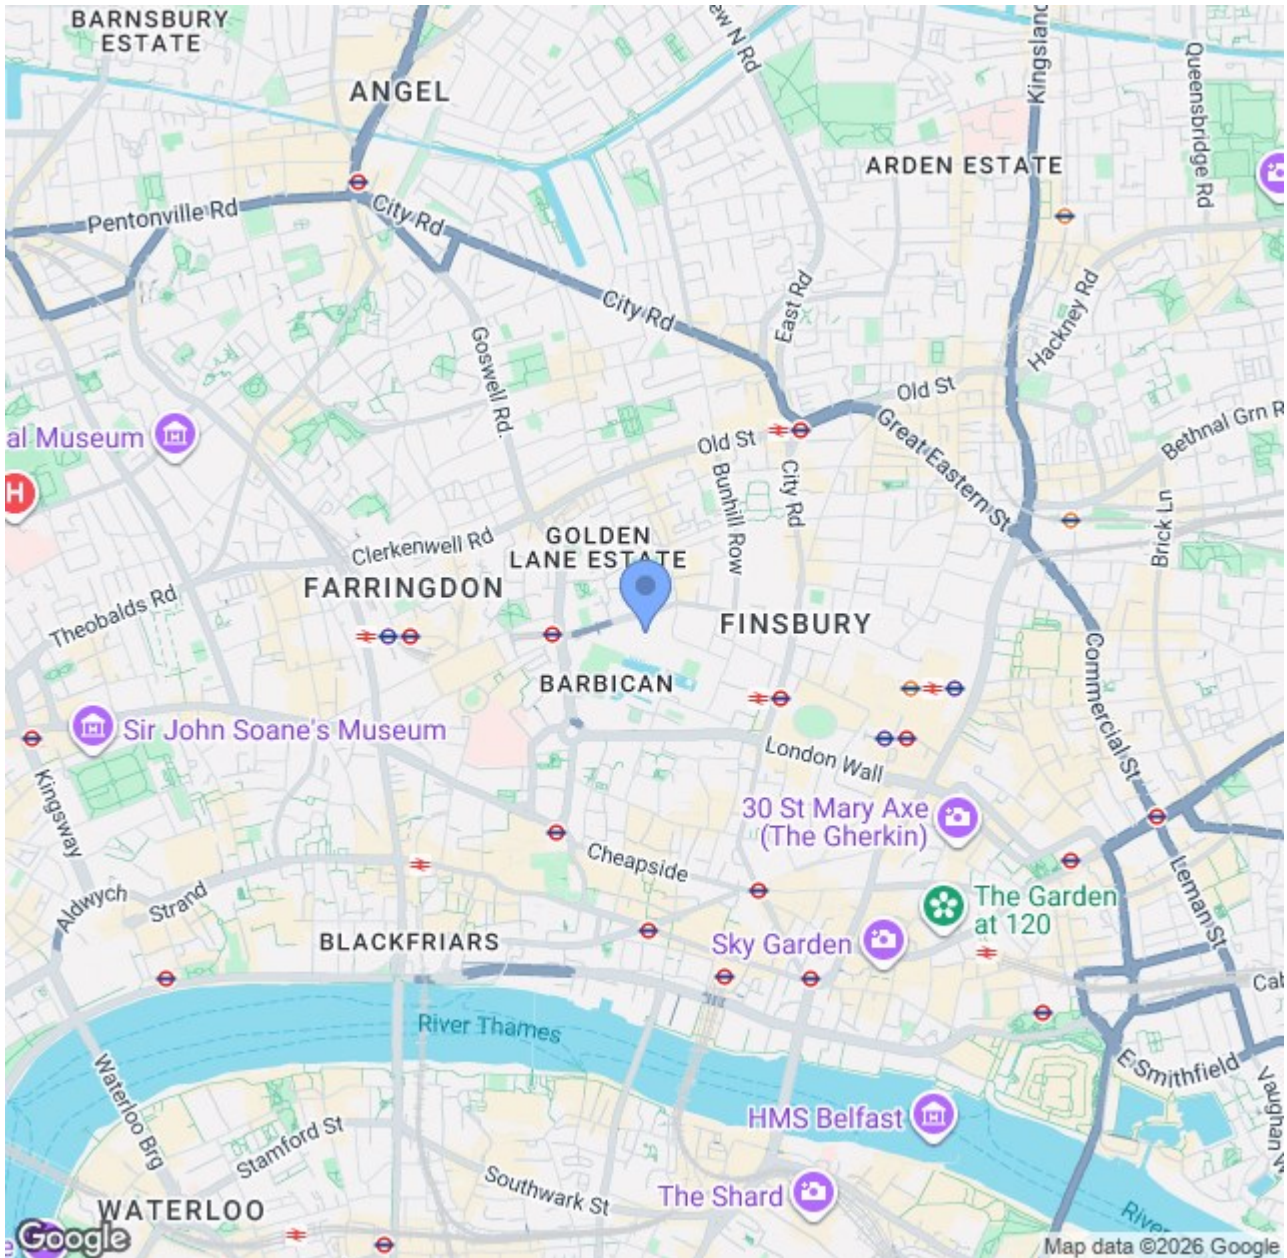 BARNSBURY
ESTATE
ew N Rd
Kingsland
Queensbridge Rd
ANGEL
ARDEN ESTATE
Pentonville Rd
City Rd
City Rd
East Rd
Hackney Rd
Goswell Rd.
Old St
Great Eastern St
Bethnal Grn R
al Museum
Old St
Bunhill Row
City Rd
Brick Ln
H
GOLDEN
LANE ESTATE
Clerkenwell Rd
FARRINGDON
Theobalds Rd
FINSBURY
Commercial St
BARBICAN
Sir John Soane's Museum
London Wall
Kingsway
30 St Mary Axe
(The Gherkin)
Cheapside
Leman St
Aldwych
Strand
The Garden
at 120
BLACKFRIARS
Sky Garden
Cab
River Thames
E Smithfield
Waterloo Brg
Vaughan W
HMS Belfast
Stamford St
Southwark St
The Shard
WATERLOO
River
e
Google
Map data ©2026 Google